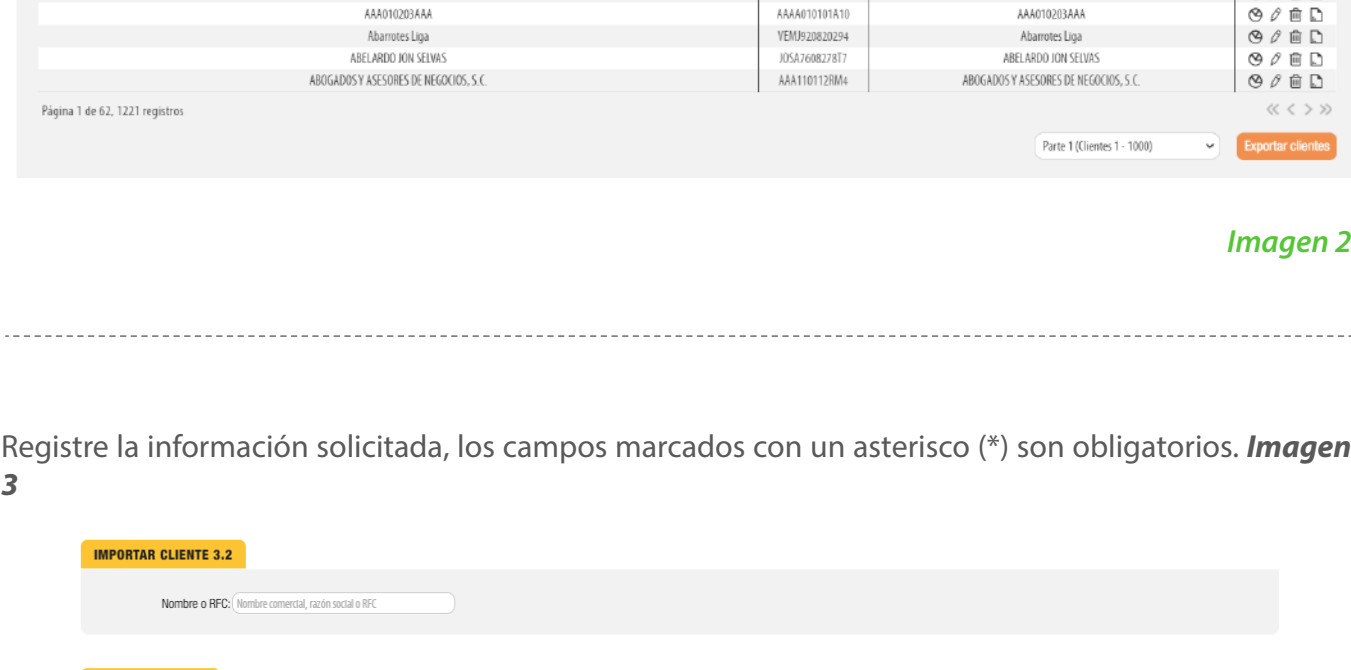 AAA010203AAA AAAA010101A10 AAA010203AAA
Abarrotes Liga VEMJ920820294 Abarrotes Liga
ABELARDO JON SELVAS JOSA7608278T7 ABELARDO JON SELVAS
ABOGADOS Y ASESORES DE NEGOCIOS, S.C. AAA110112RM4 ABOGADOS Y ASESORES DE NEGOCIOS, S.C.
Página 1 de 62, 1221 registros
Parte 1 (Clientes 1 - 1000) Exportar clientes
Imagen 2
Registre la información solicitada, los campos marcados con un asterisco (*) son obligatorios. Imagen
3
IMPORTAR CLIENTE 3.2
Nombre o RFC: Nombre comercial, razón social o RFC